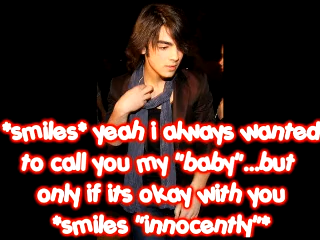 *smiles* yeah i always wanted
to call you my "baby"...but
only if its okay with you
*smiles "innocently"*